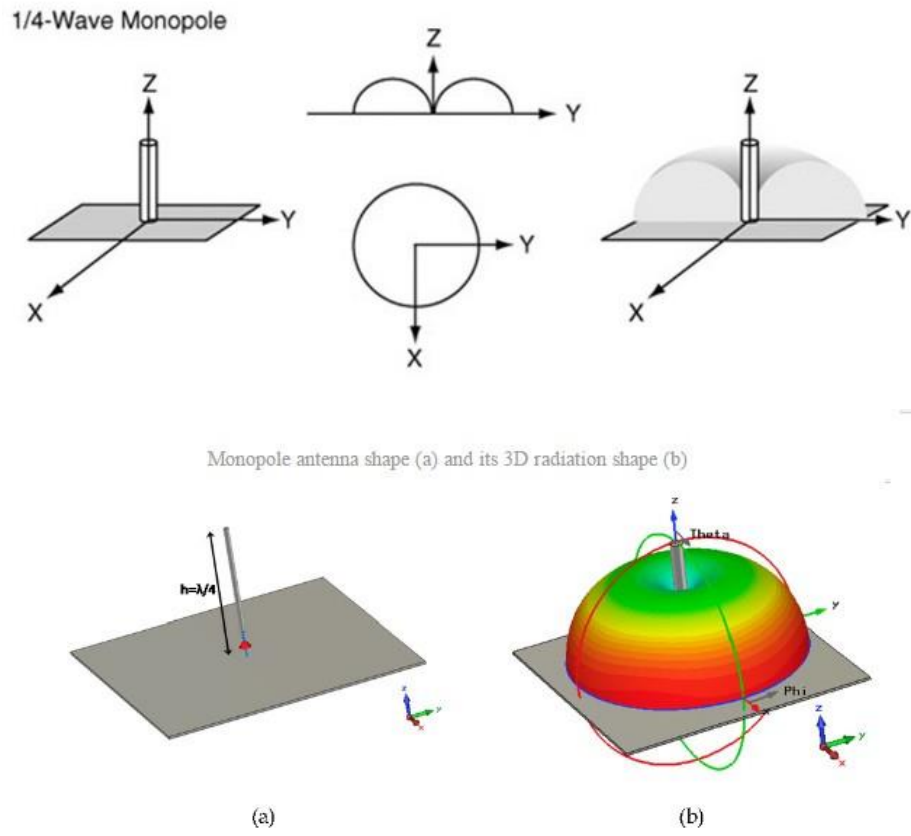 1/4-Wave Monopole
Z
Y
X
Z
Y
Y
X
Z
Y
X
Monopole antenna shape (a) and its 3D radiation shape (b)
h=λ/4
z
y
x
z
Theta
y
Phi
x
z
y
x
(a)
(b)